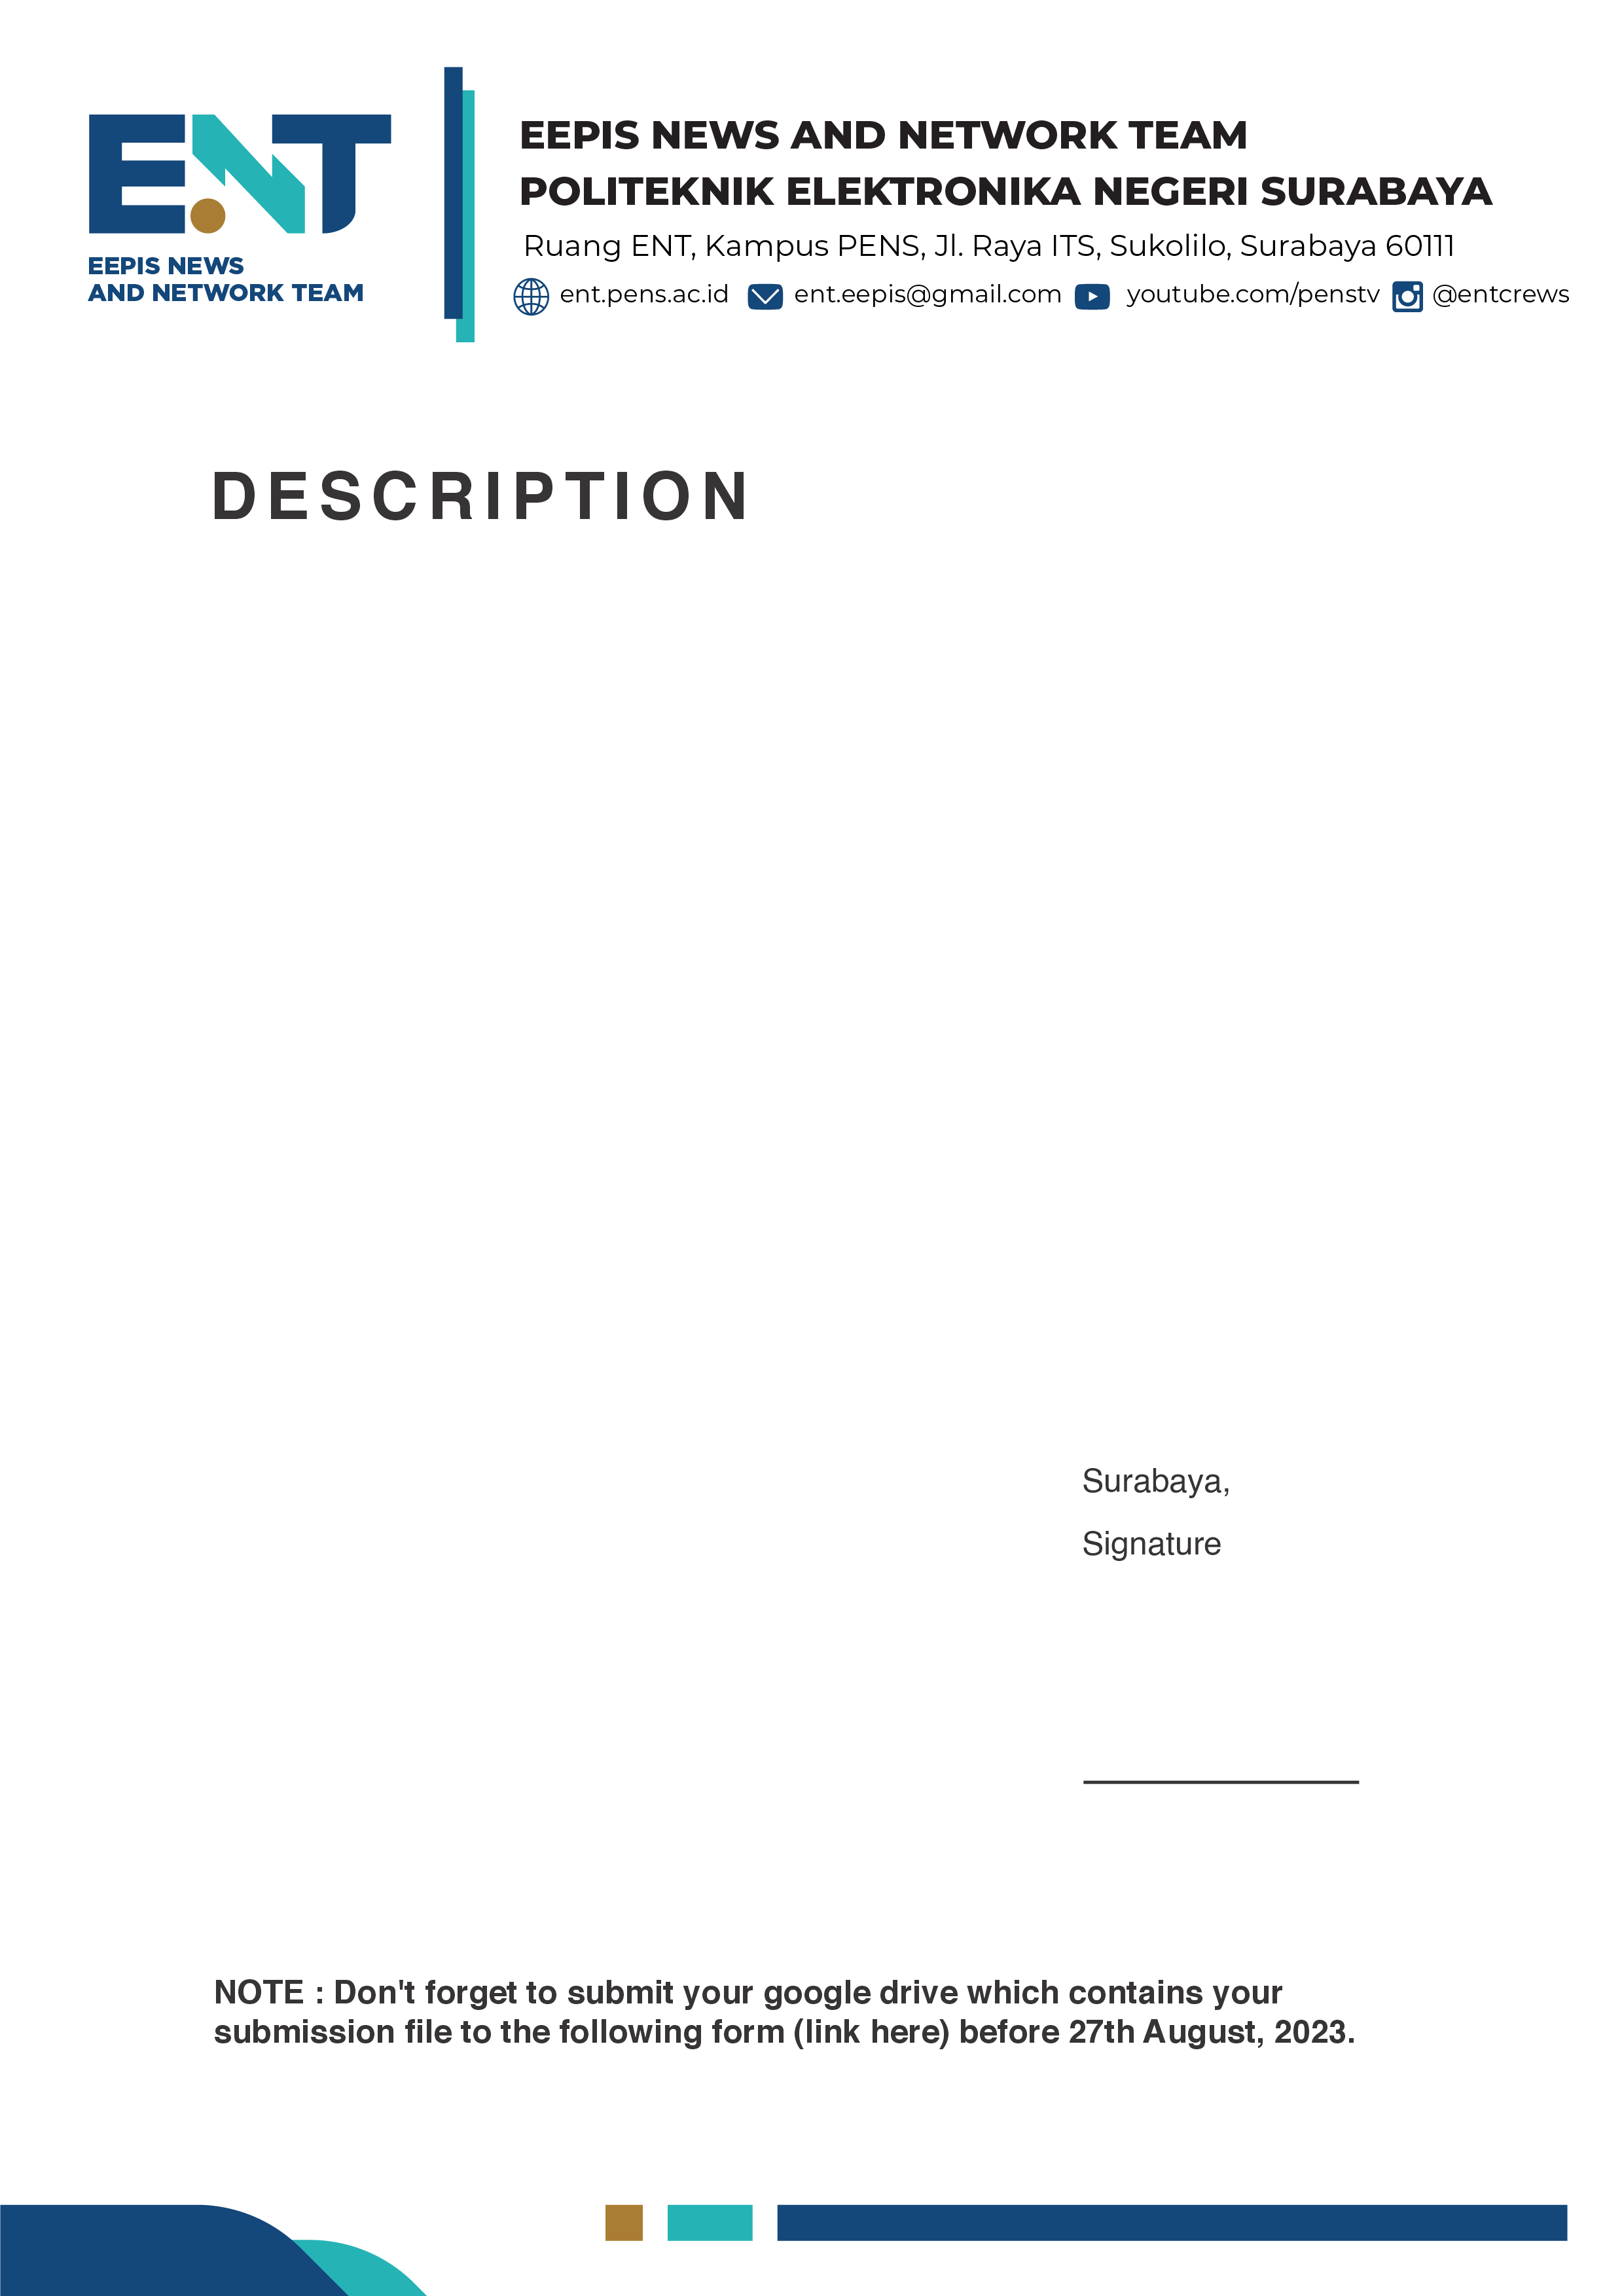 ENT
EEPIS NEWS
AND NETWORK TEAM
EEPIS NEWS AND NETWORK TEAM
POLITEKNIK ELEKTRONIKA NEGERI SURABAYA
Ruang ENT, Kampus PENS, Jl. Raya ITS, Sukolilo, Surabaya 60111
ent.pens.ac.id ent.eepis@gmail.com youtube.com/penstv @entcrews
DESCRIPTION
Surabaya,
Signature
NOTE : Don't forget to submit your google drive which contains your
submission file to the following form (link here) before 27th August, 2023.